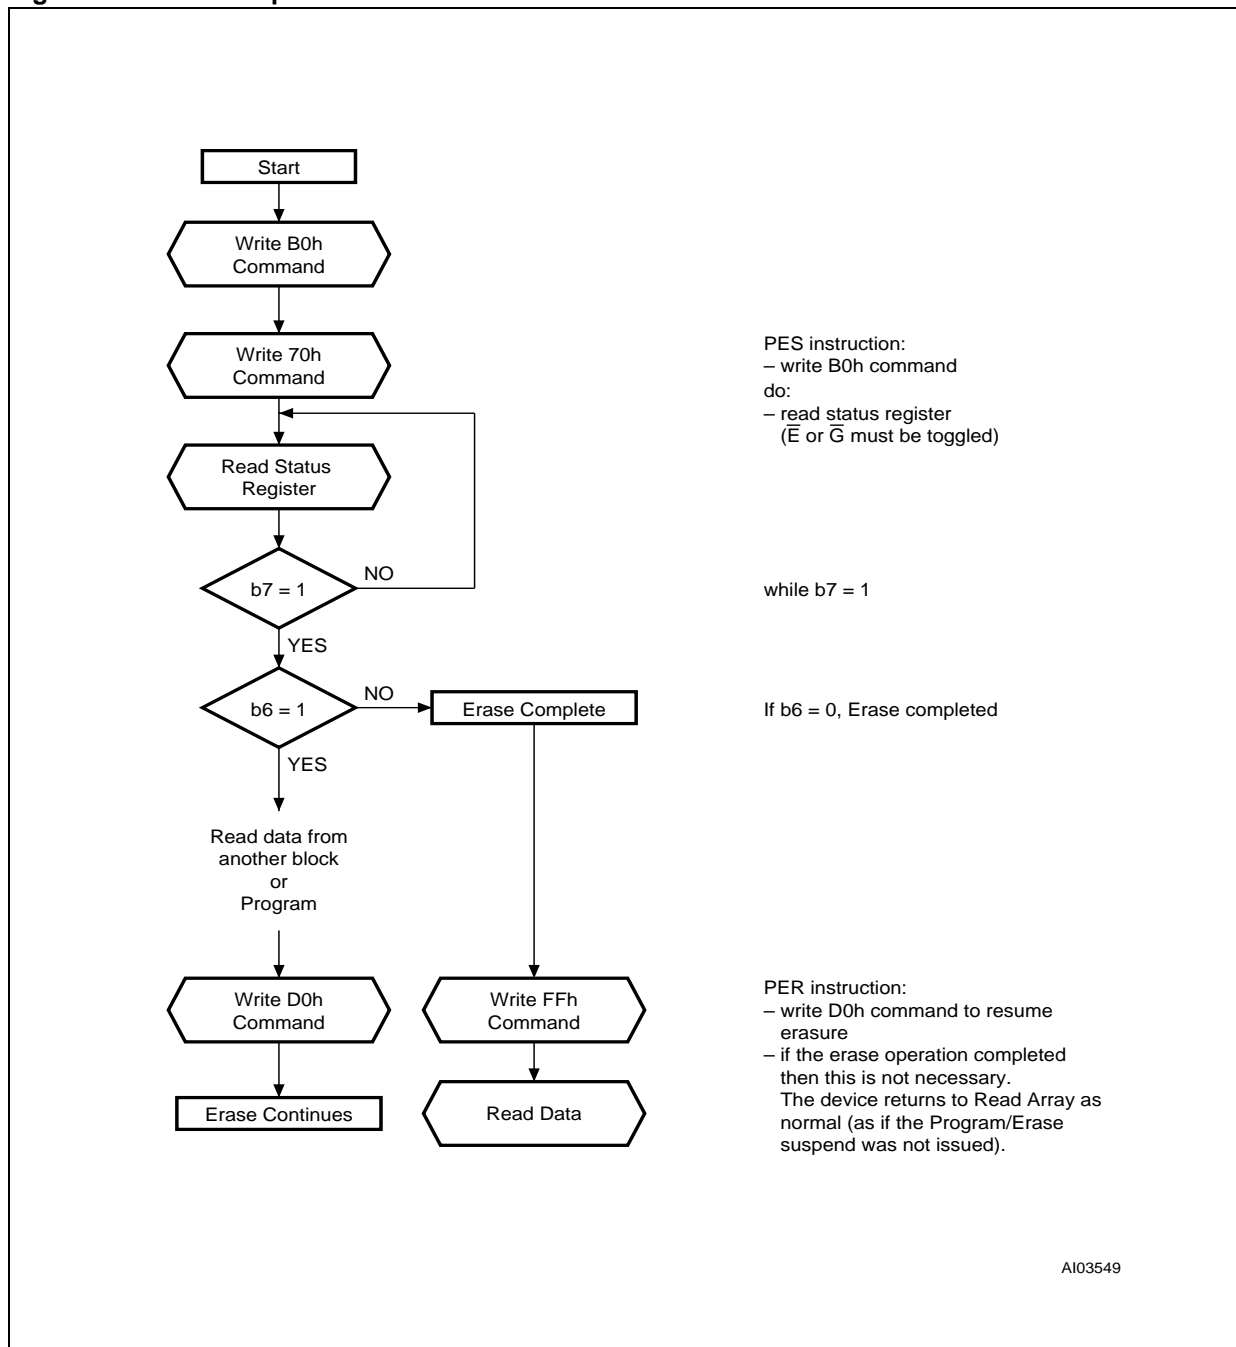 Start
Write B0h
Command
Write 70h
Command
PES instruction:
– write B0h command
do:
– read status register
(E̅ or G̅ must be toggled)
Read Status
Register
b7 = 1
NO
while b7 = 1
YES
b6 = 1
NO
Erase Complete
If b6 = 0, Erase completed
YES
Read data from
another block
or
Program
Write D0h
Command
Write FFh
Command
PER instruction:
– write D0h command to resume
erasure
– if the erase operation completed
then this is not necessary.
The device returns to Read Array as
normal (as if the Program/Erase
suspend was not issued).
Erase Continues
Read Data
AI03549